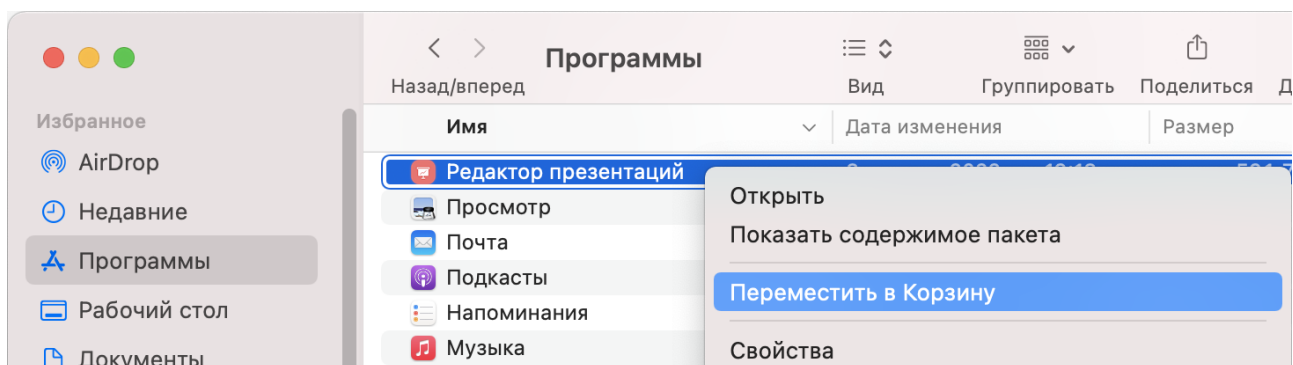 Программы
Назад/вперед
Вид
Группировать
Поделиться
Избранное
AirDrop
Недавние
Программы
Рабочий стол
Документы
Имя
Дата изменения
Размер
Редактор презентаций
Просмотр
Почта
Подкасты
Напоминания
Музыка
Открыть
Показать содержимое пакета
Переместить в Корзину
Свойства